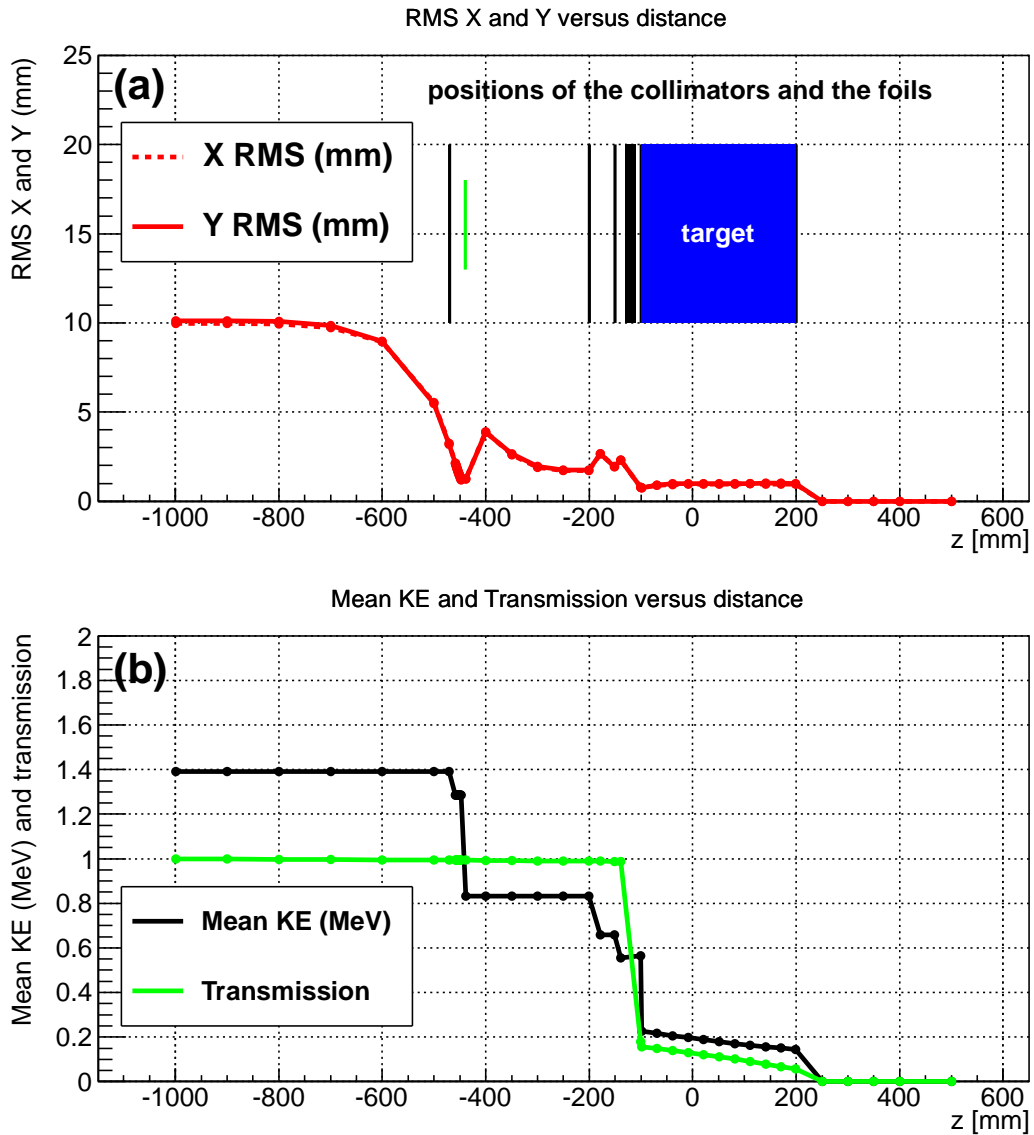 RMS X and Y versus distance
RMS X and Y (mm)
25
20
15
10
5
0
(a)
positions of the collimators and the foils
X RMS (mm)
Y RMS (mm)
target
-1000 -800 -600 -400 -200 0 200 400 600
z [mm]
Mean KE and Transmission versus distance
Mean KE (MeV) and transmission
2
1.8
1.6
1.4
1.2
1
0.8
0.6
0.4
0.2
0
(b)
Mean KE (MeV)
Transmission
-1000 -800 -600 -400 -200 0 200 400 600
z [mm]